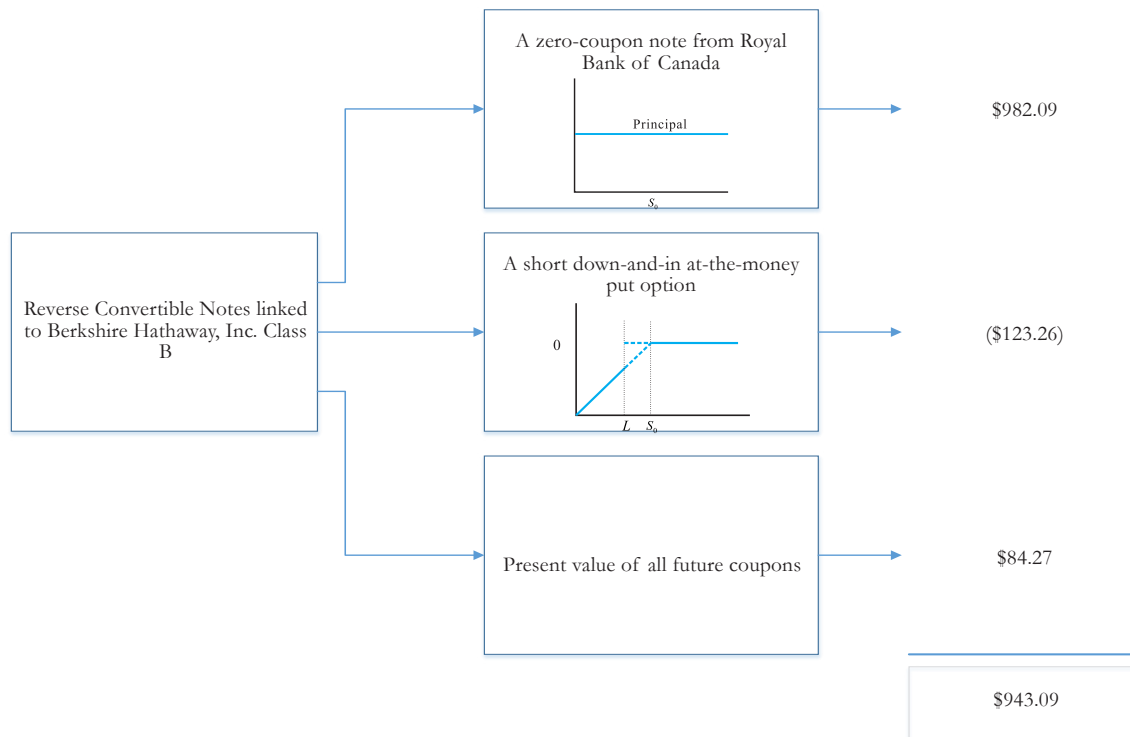 A zero-coupon note from Royal
Bank of Canada
Principal
S₀
$982.09
Reverse Convertible Notes linked
to Berkshire Hathaway, Inc. Class
B
A short down-and-in at-the-money
put option
0
L S₀
($123.26)
Present value of all future coupons
$84.27
$943.09